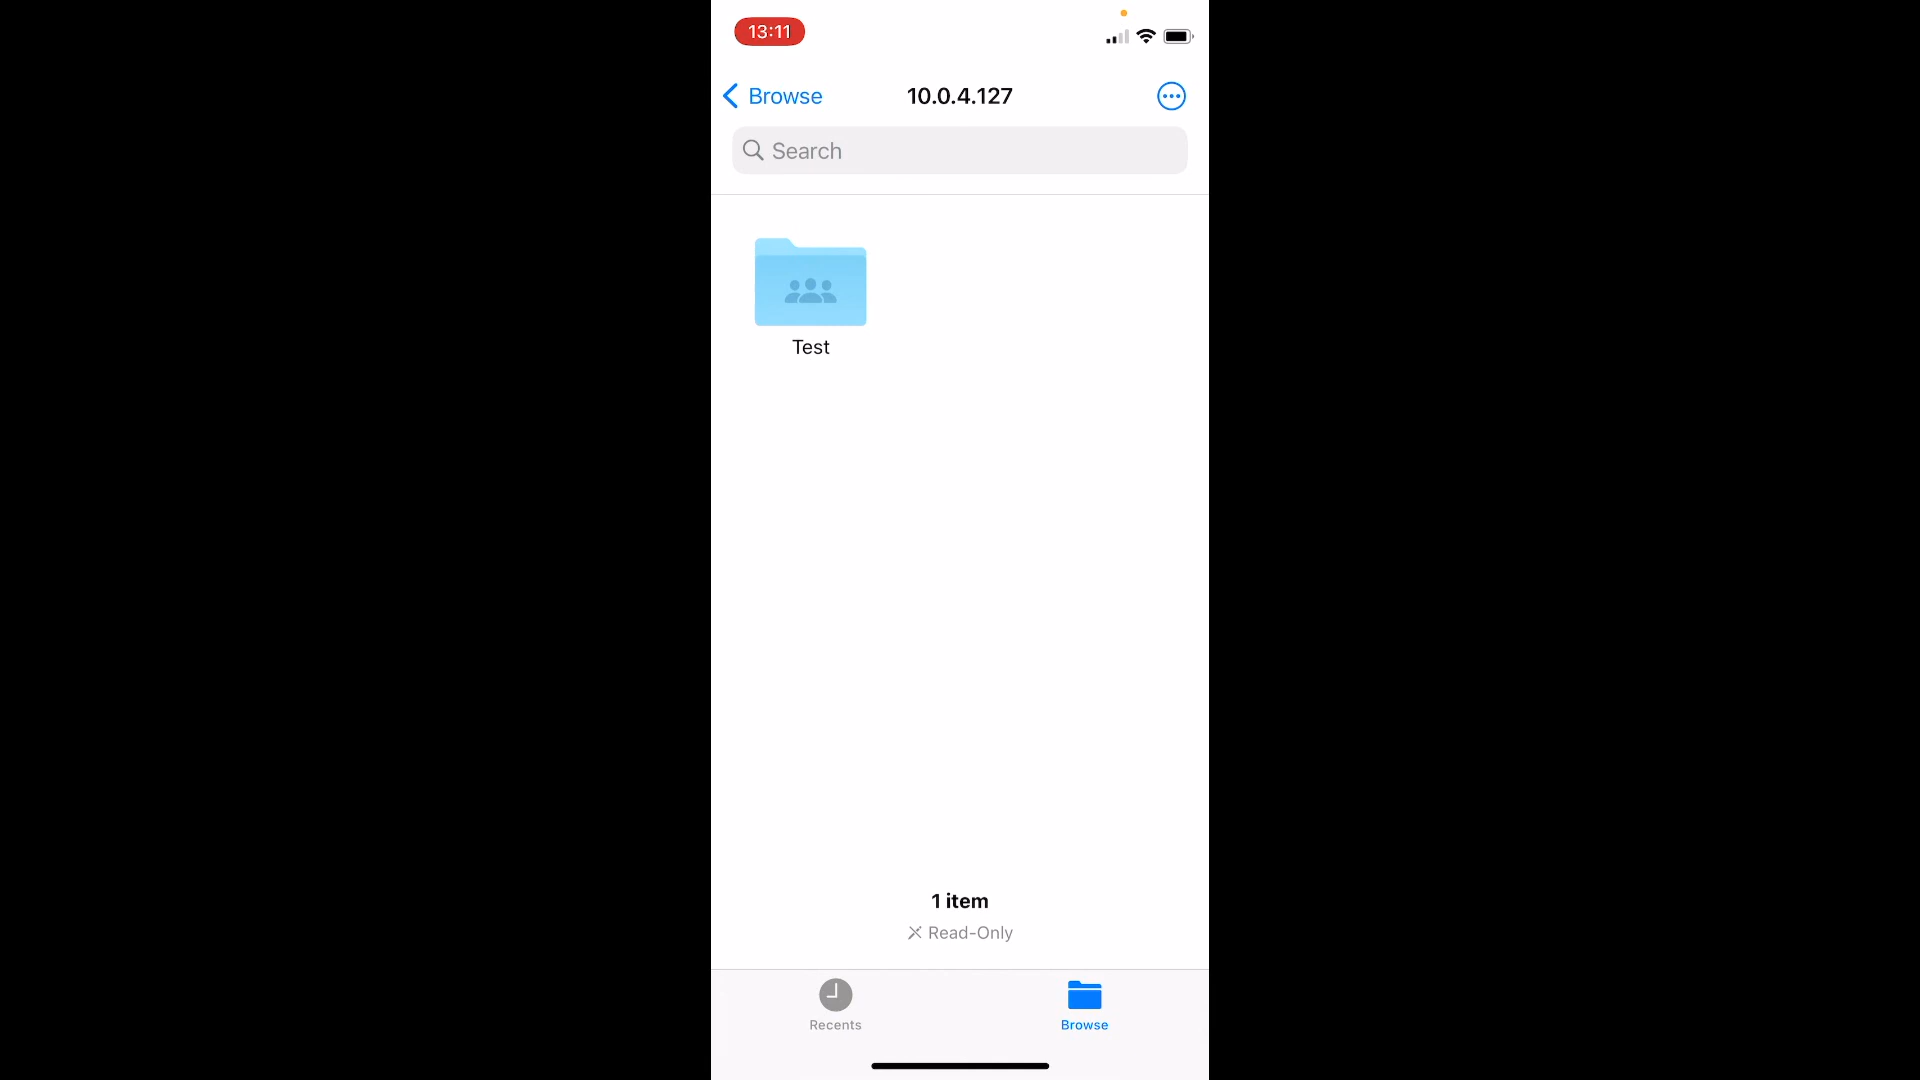 13:11
Browse
10.0.4.127
Search
Test
1 item
Read-Only
Recents
Browse